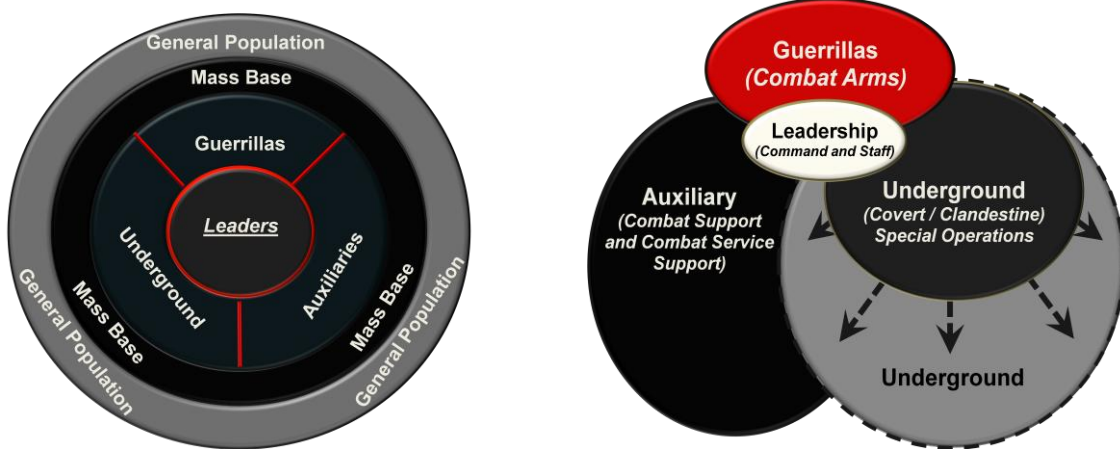 General Population
Mass Base
Guerrillas
Leaders
Underground
Auxiliaries
Mass Base
Mass Base
General Population
General Population
Guerrillas
(Combat Arms)
Leadership
(Command and Staff)
Auxiliary
(Combat Support
and Combat Service
Support)
Underground
(Covert / Clandestine)
Special Operations
Underground